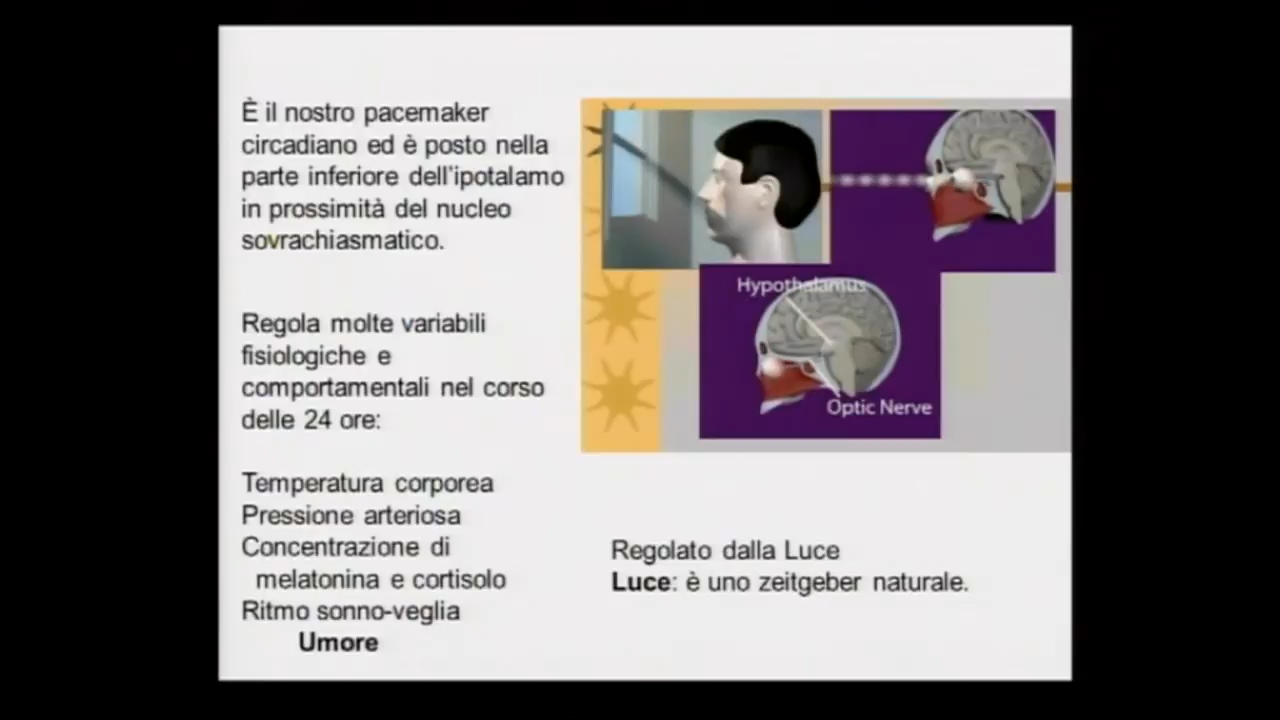 È il nostro pacemaker
circadiano ed è posto nella
parte inferiore dell'ipotalamo
in prossimità del nucleo
sovrachiasmatico.
Regola molte variabili
fisiologiche e
comportamentali nel corso
delle 24 ore:
Temperatura corporea
Pressione arteriosa
Concentrazione di
melatonina e cortisolo
Ritmo sonno-veglia
Umore
Hypothalamus
Optic Nerve
Regolato dalla Luce
Luce: è uno zeitgeber naturale.